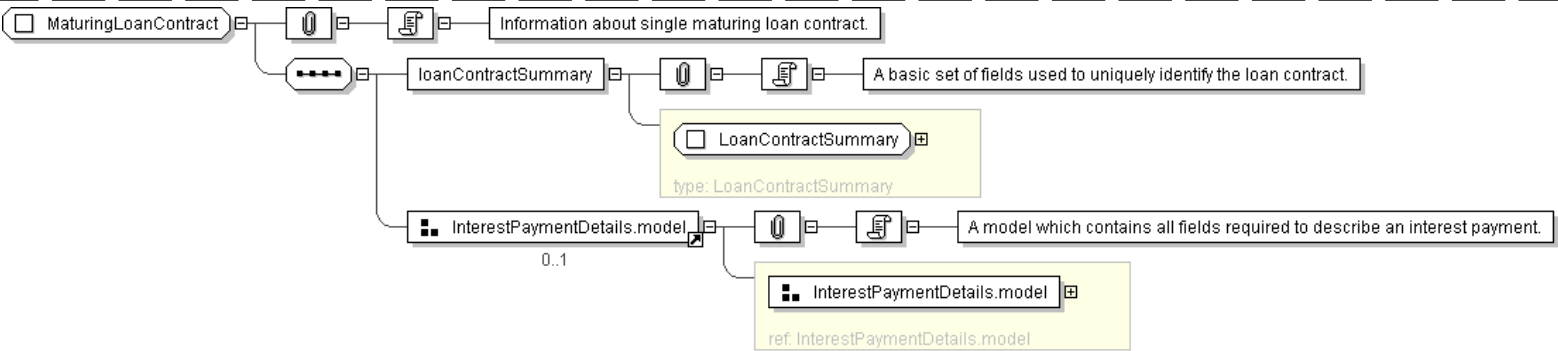 MaturingLoanContract
Information about single maturing loan contract.
loanContractSummary
A basic set of fields used to uniquely identify the loan contract.
LoanContractSummary
type: LoanContractSummary
InterestPaymentDetails.model
A model which contains all fields required to describe an interest payment.
0..1
InterestPaymentDetails.model
ref: InterestPaymentDetails.model